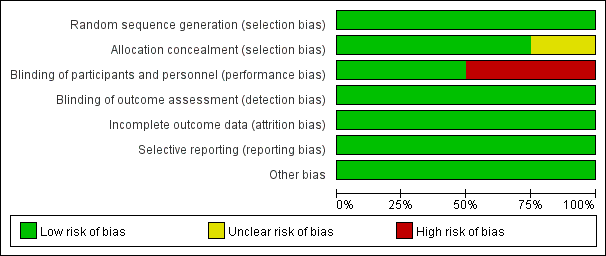 Random sequence generation (selection bias)
Allocation concealment (selection bias)
Blinding of participants and personnel (performance bias)
Blinding of outcome assessment (detection bias)
Incomplete outcome data (attrition bias)
Selective reporting (reporting bias)
Other bias
0% 25% 50% 75% 100%
Low risk of bias Unclear risk of bias High risk of bias